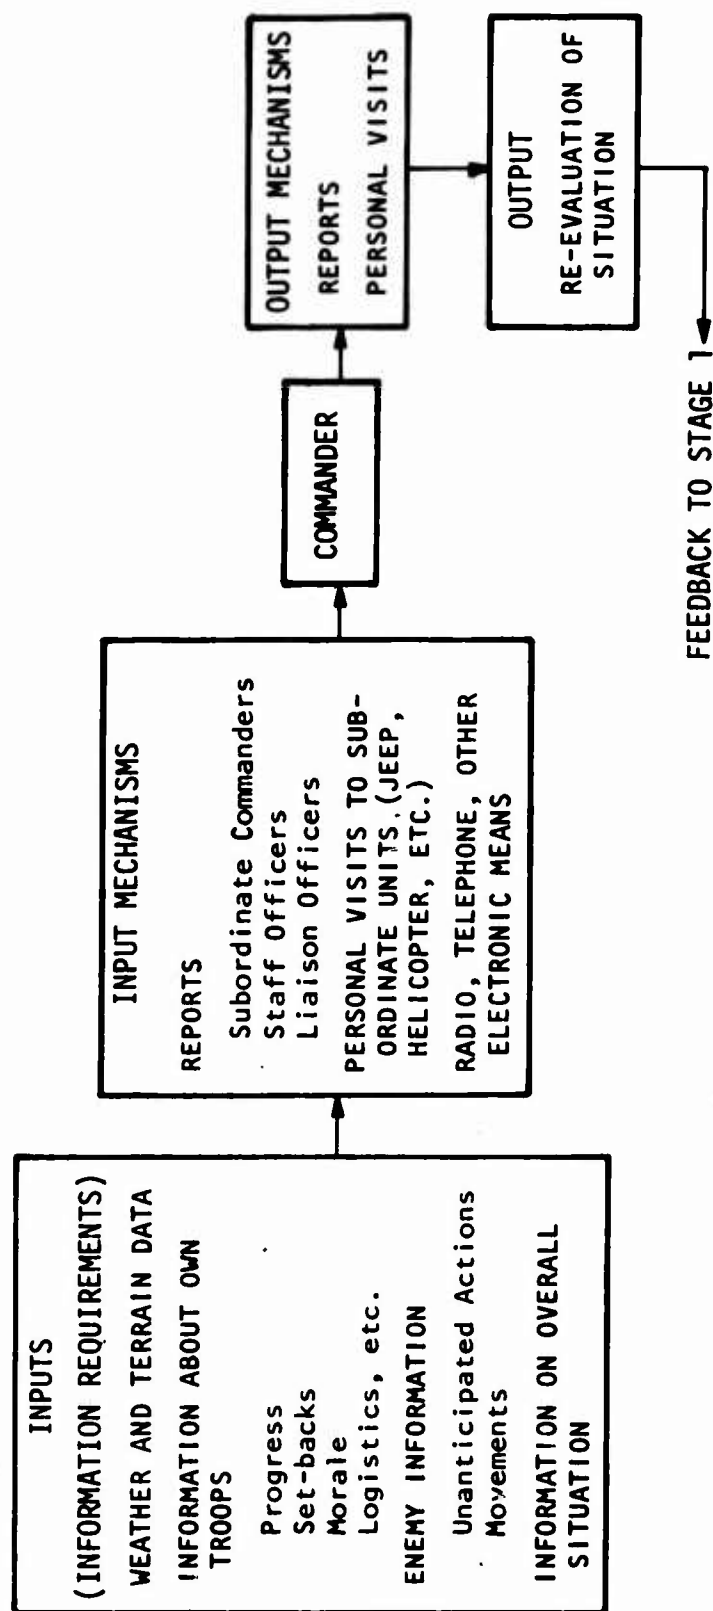 INPUTS
(INFORMATION REQUIREMENTS)
WEATHER AND TERRAIN DATA
INFORMATION ABOUT OWN
TROOPS
Progress
Set-backs
Morale
Logistics, etc.
ENEMY INFORMATION
Unanticipated Actions
Movements
INFORMATION ON OVERALL
SITUATION
INPUT MECHANISMS
REPORTS
Subordinate Commanders
Staff Officers
Liaison Officers
PERSONAL VISITS TO SUB-
ORDINATE UNITS.(JEEP,
HELICOPTER, ETC.)
RADIO, TELEPHONE, OTHER
ELECTRONIC MEANS
COMMANDER
OUTPUT MECHANISMS
REPORTS
PERSONAL VISITS
OUTPUT
RE-EVALUATION OF
SITUATION
FEEDBACK TO STAGE 1